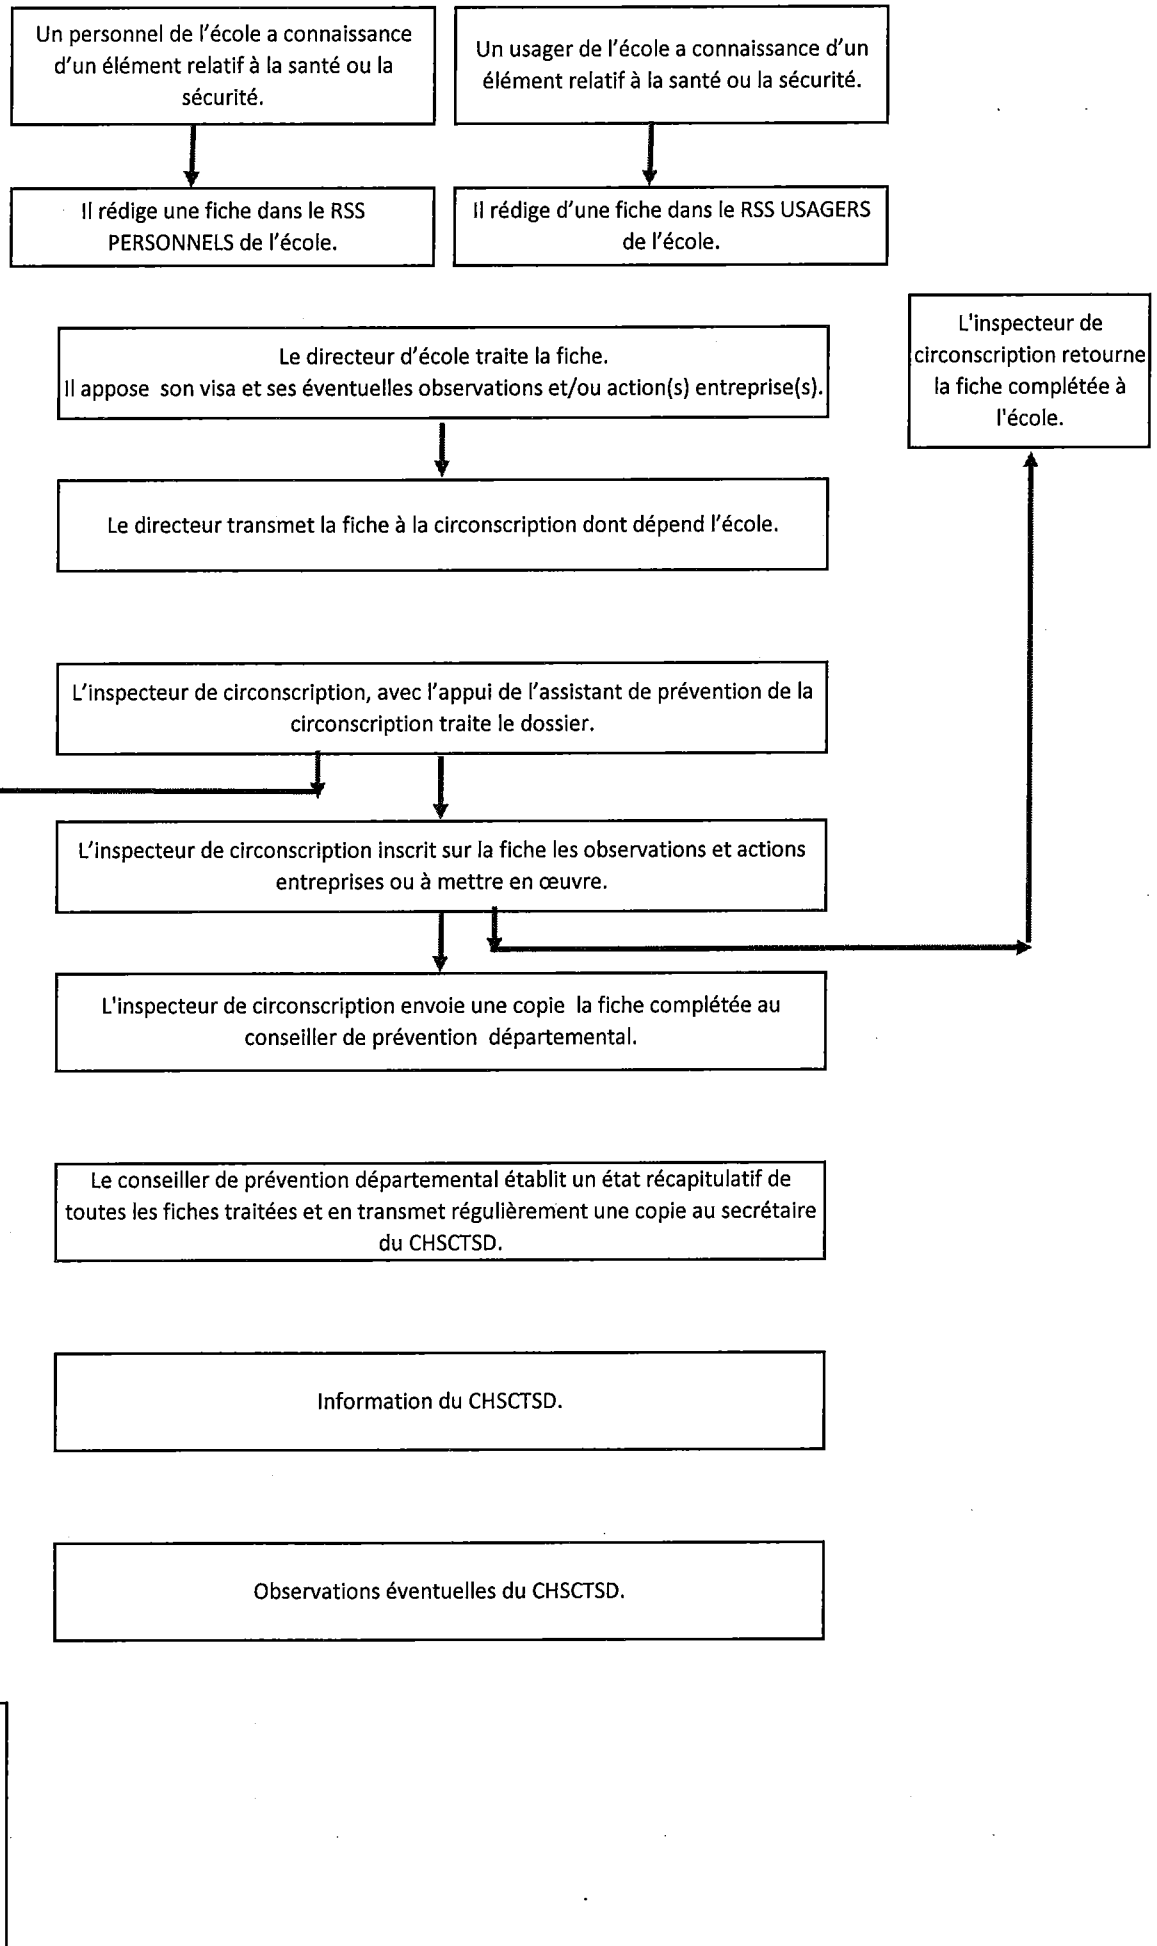 Un personnel de l'école a connaissance
d'un élément relatif à la santé ou la
sécurité.
Un usager de l'école a connaissance d'un
élément relatif à la santé ou la sécurité.
Il rédige une fiche dans le RSS
PERSONNELS de l'école.
Il rédige d'une fiche dans le RSS USAGERS
de l'école.
L'inspecteur de
circonscription retourne
la fiche complétée à
l'école.
Le directeur d'école traite la fiche.
Il appose son visa et ses éventuelles observations et/ou action(s) entreprise(s).
Le directeur transmet la fiche à la circonscription dont dépend l'école.
L'inspecteur de circonscription, avec l'appui de l'assistant de prévention de la
circonscription traite le dossier.
L'inspecteur de circonscription inscrit sur la fiche les observations et actions
entreprises ou à mettre en œuvre.
L'inspecteur de circonscription envoie une copie la fiche complétée au
conseiller de prévention départemental.
Le conseiller de prévention départemental établit un état récapitulatif de
toutes les fiches traitées et en transmet régulièrement une copie au secrétaire
du CHSCTSD.
Information du CHSCTSD.
Observations éventuelles du CHSCTSD.